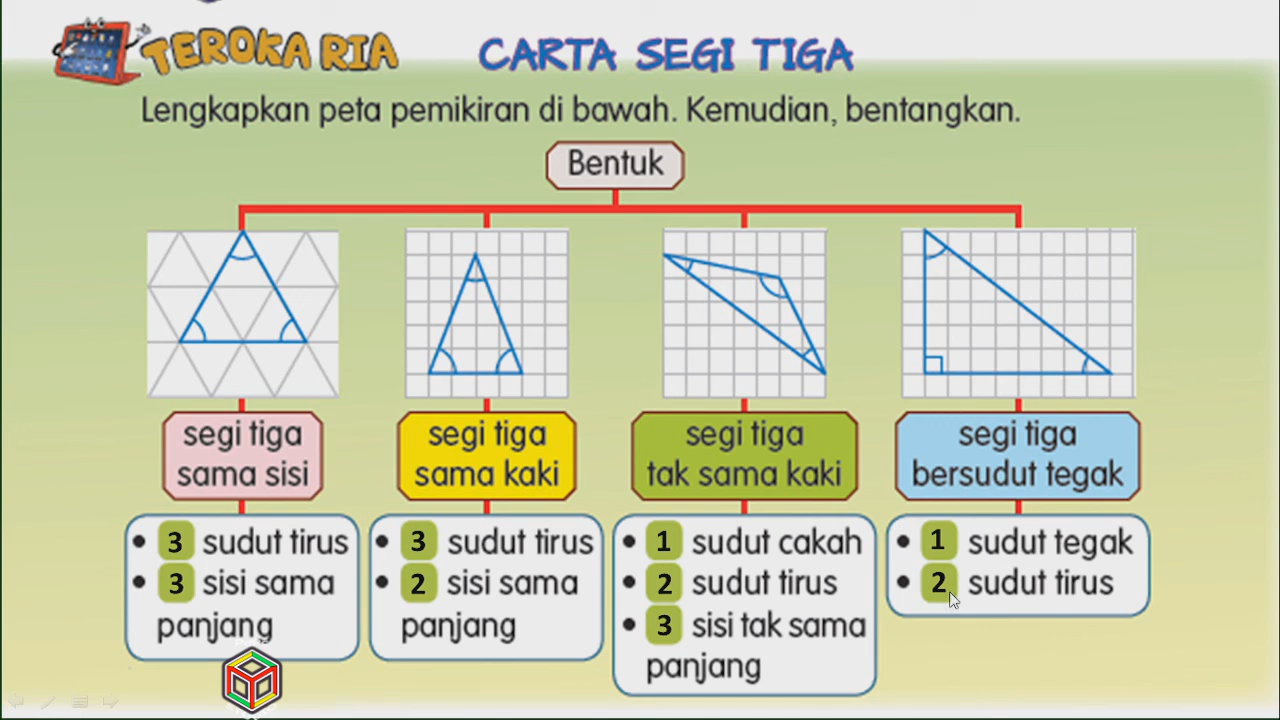 TEROKA RIA
CARTA SEGI TIGA
Lengkapkan peta pemikiran di bawah. Kemudian, bentangkan.
Bentuk
segi tiga
sama sisi
• 3 sudut tirus
• 3 sisi sama
panjang
segi tiga
sama kaki
• 3 sudut tirus
• 2 sisi sama
panjang
segi tiga
tak sama kaki
• 1 sudut cakah
• 2 sudut tirus
• 3 sisi tak sama
panjang
segi tiga
bersudut tegak
• 1 sudut tegak
• 2 sudut tirus